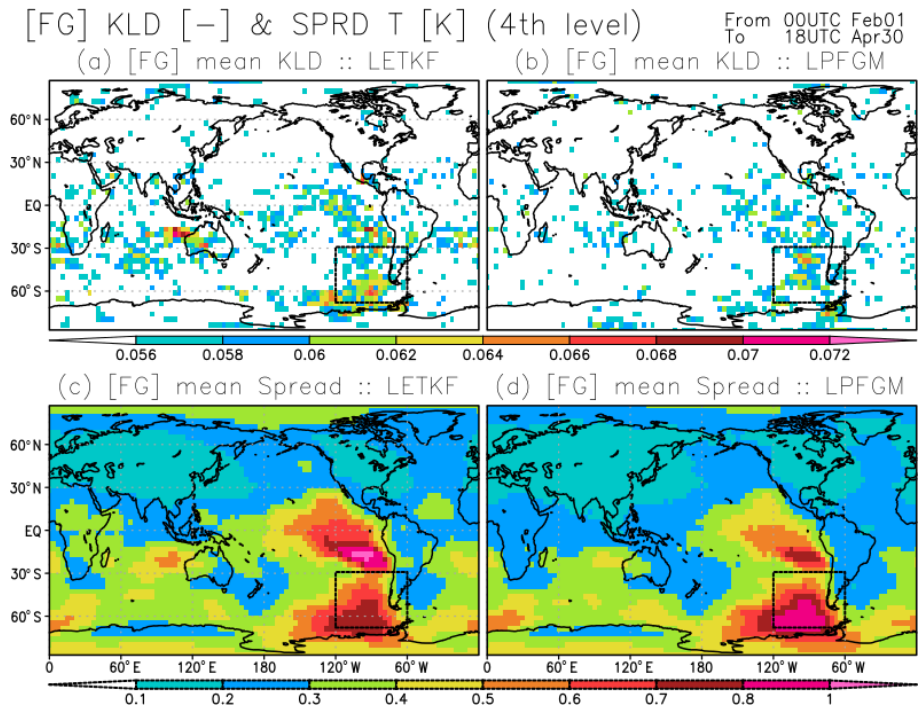 [FG] KLD [-] & SPRD T [K] (4th level)
From 00UTC Feb01
To 18UTC Apr30
(a) [FG] mean KLD :: LETKF
(b) [FG] mean KLD :: LPFGM
60°N
30°N
EQ
30°S
60°S
0.056 0.058 0.06 0.062 0.064 0.066 0.068 0.07 0.072
(c) [FG] mean Spread :: LETKF
(d) [FG] mean Spread :: LPFGM
60°N
30°N
EQ
30°S
60°S
0 60°E 120°E 180 120°W 60°W 0 60°E 120°E 180 120°W 60°W
0.1 0.2 0.3 0.4 0.5 0.6 0.7 0.8 1